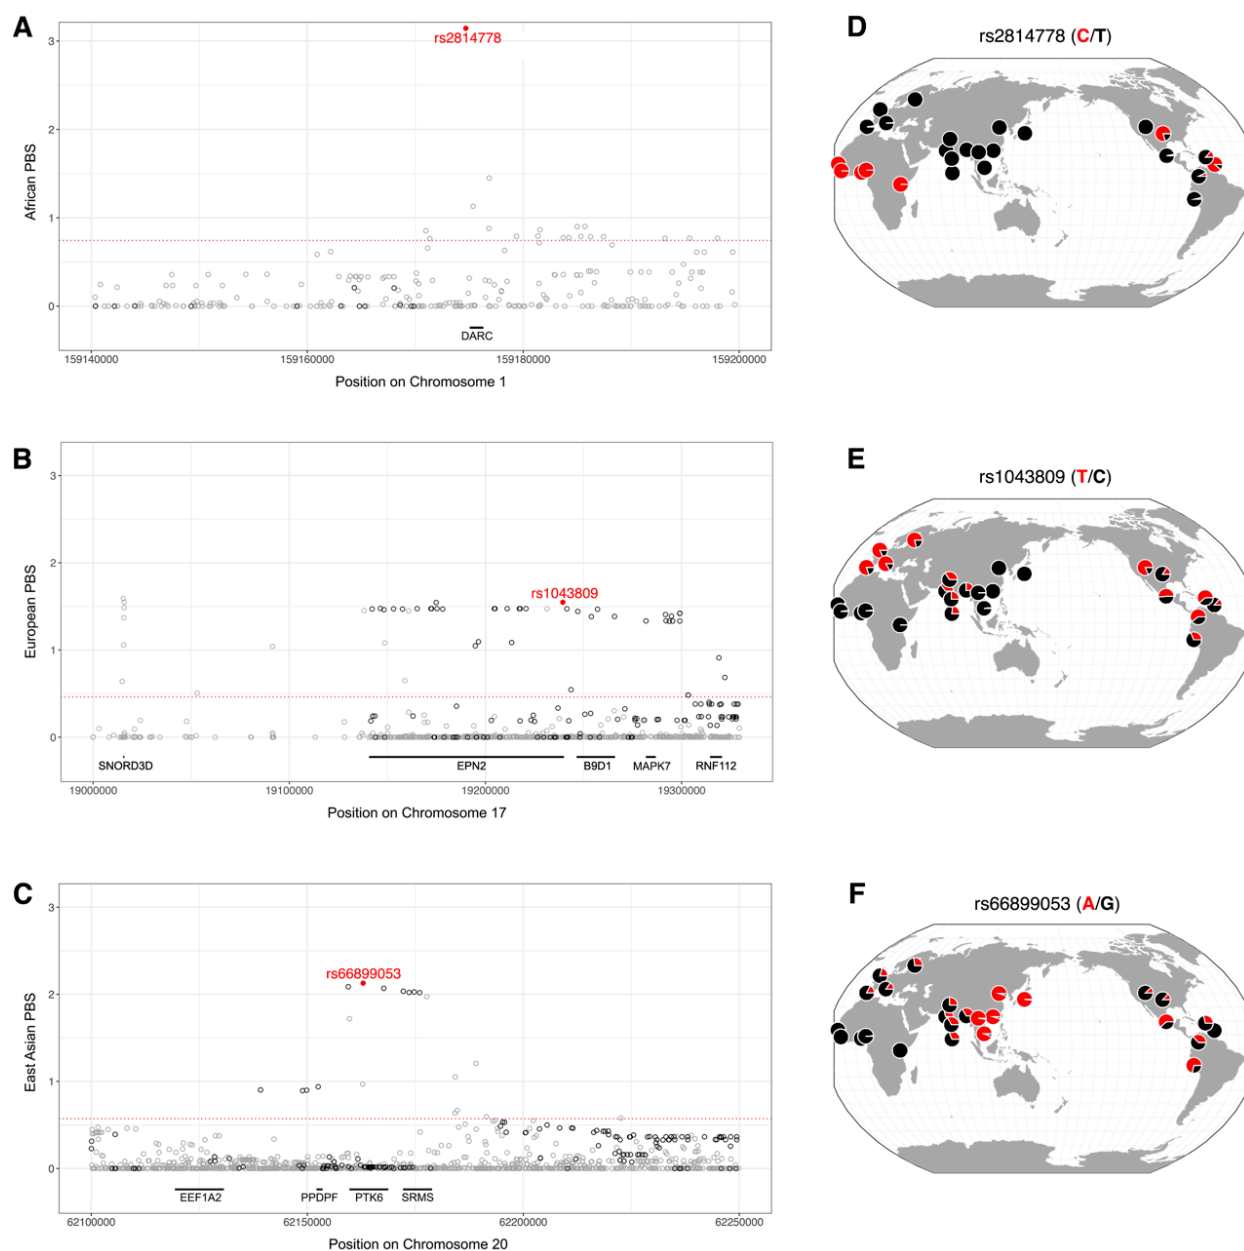 A
African PBS
3
2
1
0
rs2814778
DARC
159140000 159160000 159180000 159200000
Position on Chromosome 1
D
rs2814778 (C/T)
B
European PBS
3
2
1
0
rs1043809
SNORD3D EPN2 B9D1 MAPK7 RNF112
19000000 19100000 19200000 19300000
Position on Chromosome 17
E
rs1043809 (T/C)
C
East Asian PBS
3
2
1
0
rs66899053
EEF1A2 PPDPF PTK6 SRMS
62100000 62150000 62200000 62250000
Position on Chromosome 20
F
rs66899053 (A/G)